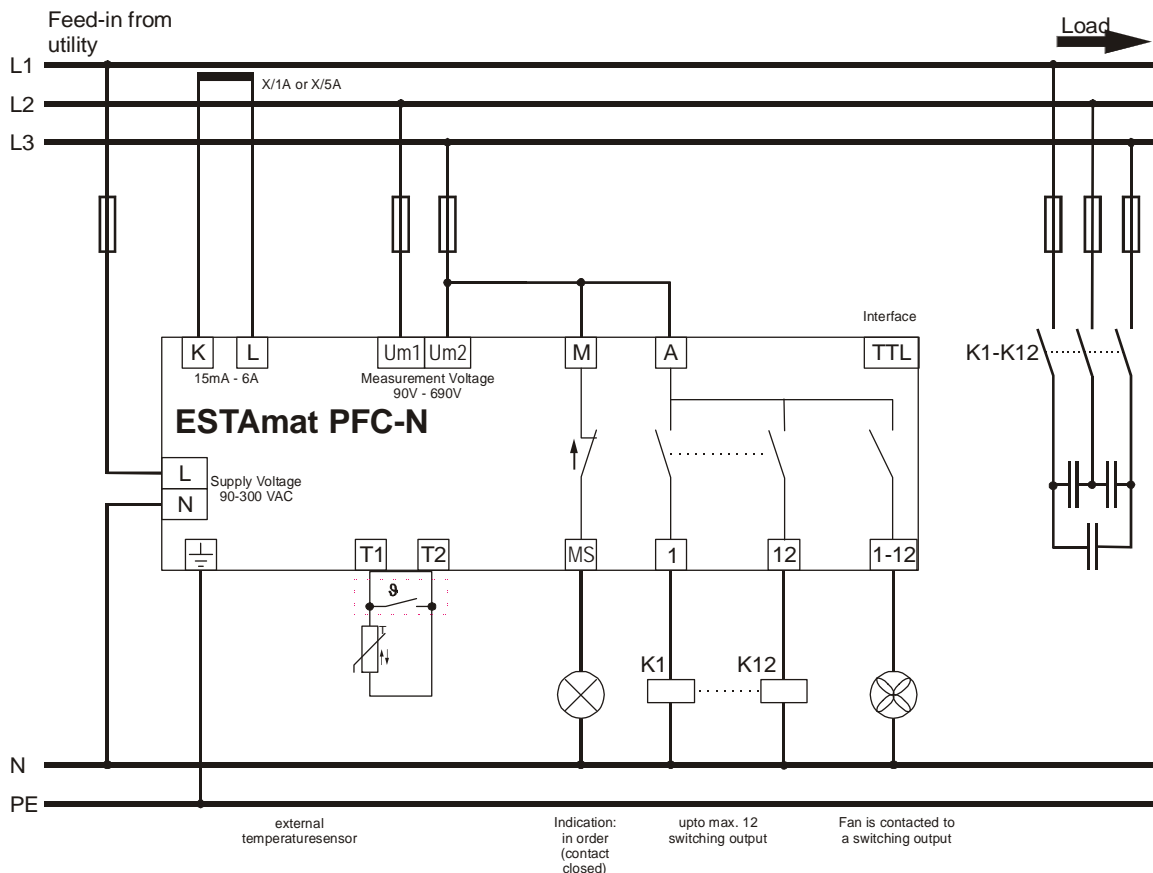 Feed-in from
utility
Load
L1
X/1A or X/5A
L2
L3
Interface
K
L
Um1
Um2
M
A
TTL
K1-K12
15mA - 6A
Measurement Voltage
90V - 690V
ESTAmat PFC-N
L
Supply Voltage
90-300 VAC
N
T1
T2
MS
1
12
1-12
ϑ
T
K1
K12
N
PE
external
temperaturesensor
Indication:
in order
(contact
closed)
upto max. 12
switching output
Fan is contacted to
a switching output